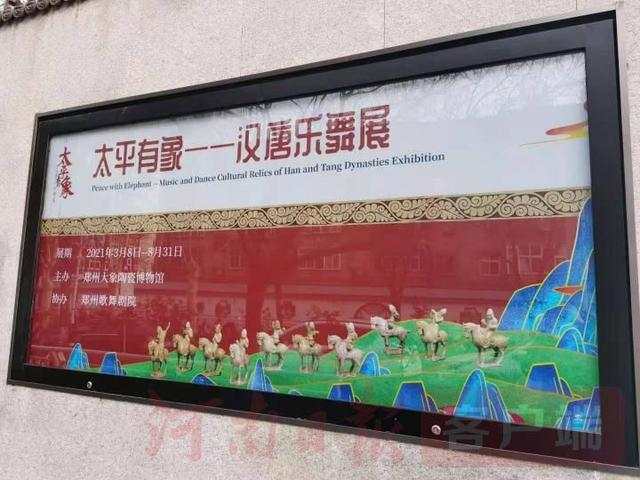 太平有象
太平有象——汉唐乐舞展
Peace with Elephant – Music and Dance Cultural Relics of Han and Tang Dynasties Exhibition
展期 2021年3月8日—8月31日
主办 郑州大象陶瓷博物馆
协办 郑州歌舞剧院
河南日报 客户端